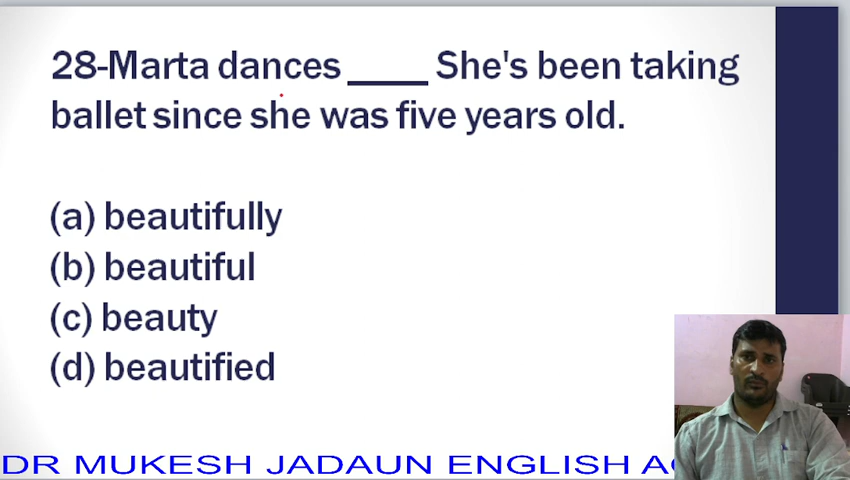 28-Marta dances ____ She's been taking
ballet since she was five years old.
(a) beautifully
(b) beautiful
(c) beauty
(d) beautified
DR MUKESH JADAUN ENGLISH